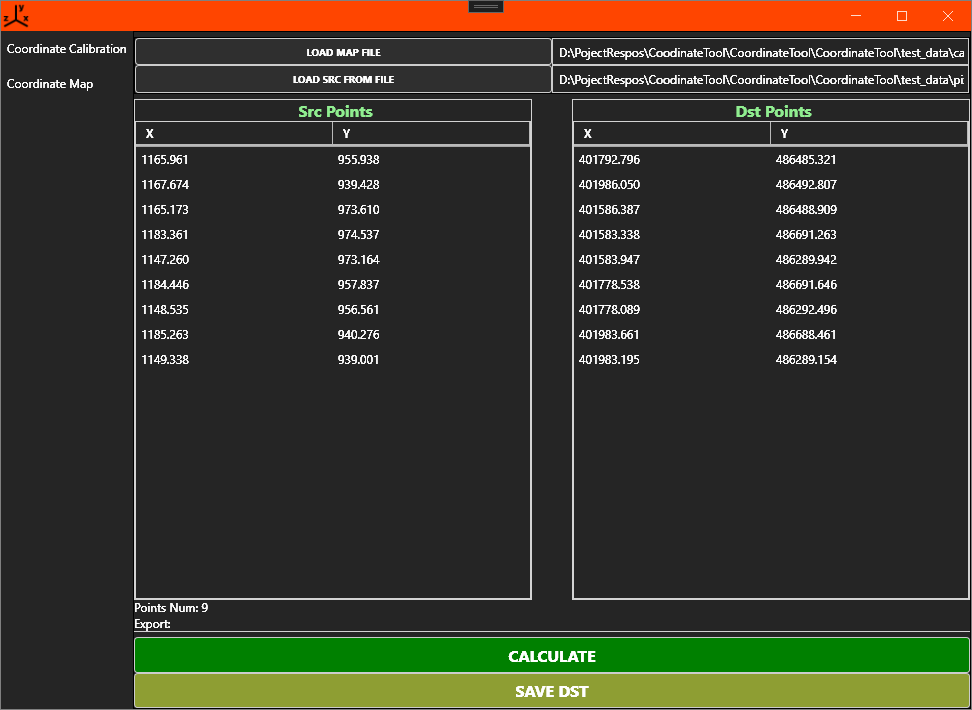 z y x
Coordinate Calibration
Coordinate Map
LOAD MAP FILE D:\PojectRespos\CoodinateTool\CoordinateTool\CoordinateTool\test_data\ca
LOAD SRC FROM FILE D:\PojectRespos\CoodinateTool\CoordinateTool\CoordinateTool\test_data\pi
Src Points Dst Points
X Y X Y
1165.961 955.938 401792.796 486485.321
1167.674 939.428 401986.050 486492.807
1165.173 973.610 401586.387 486488.909
1183.361 974.537 401583.338 486691.263
1147.260 973.164 401583.947 486289.942
1184.446 957.837 401778.538 486691.646
1148.535 956.561 401778.089 486292.496
1185.263 940.276 401983.661 486688.461
1149.338 939.001 401983.195 486289.154
Points Num: 9
Export:
CALCULATE
SAVE DST